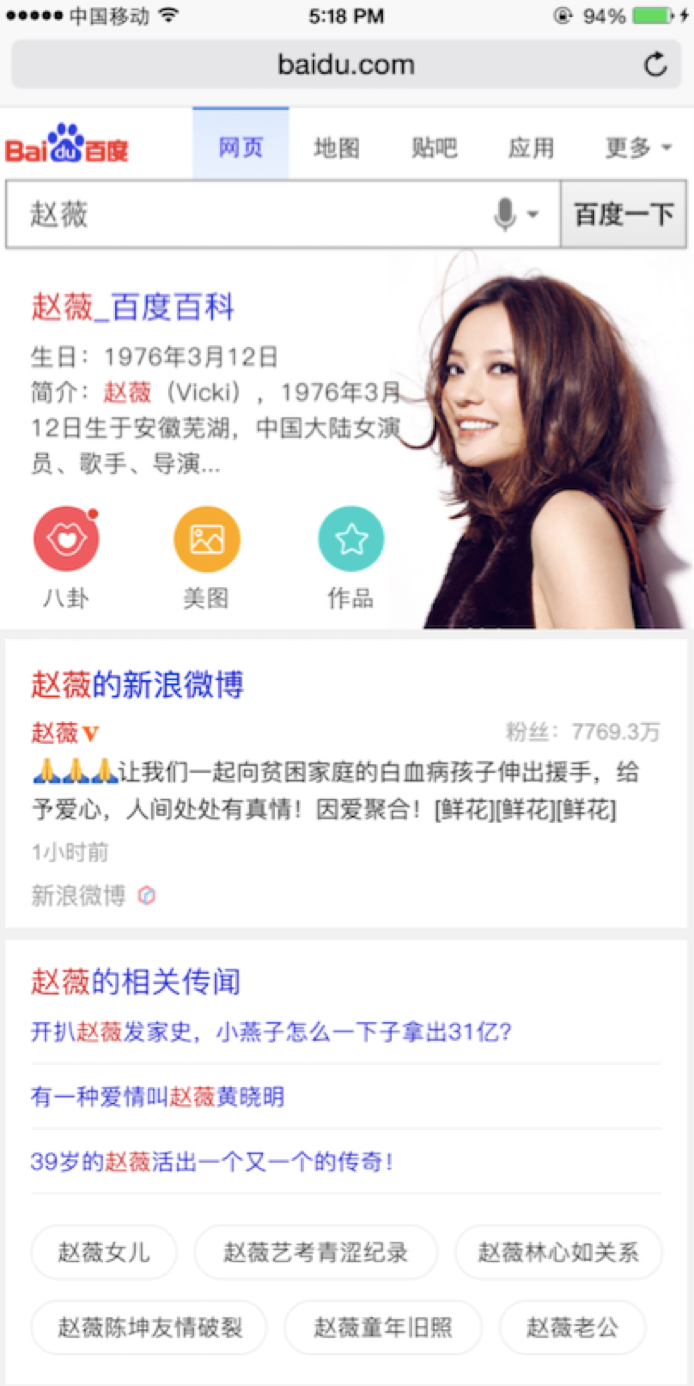 中国移动 5:18 PM 94%
baidu.com
Bai du 百度 网页 地图 贴吧 应用 更多
赵薇 百度一下
赵薇_百度百科
生日：1976年3月12日
简介：赵薇（Vicki），1976年3月
12日生于安徽芜湖，中国大陆女演
员、歌手、导演...
八卦 美图 作品
赵薇的新浪微博
赵薇V 粉丝：7769.3万
🙏🙏🙏让我们一起向贫困家庭的白血病孩子伸出援手，给
予爱心，人间处处有真情！因爱聚合！[鲜花][鲜花][鲜花]
1小时前
新浪微博
赵薇的相关传闻
开扒赵薇发家史，小燕子怎么一下子拿出31亿？
有一种爱情叫赵薇黄晓明
39岁的赵薇活出一个又一个的传奇！
赵薇女儿 赵薇艺考青涩纪录 赵薇林心如关系
赵薇陈坤友情破裂 赵薇童年旧照 赵薇老公